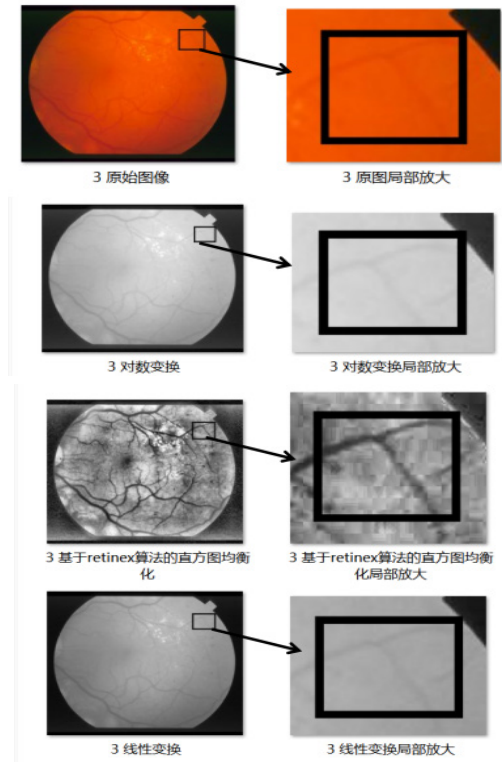 3 原始图像
3 原图局部放大
3 对数变换
3 对数变换局部放大
3 基于retinex算法的直方图均衡
化
3 基于retinex算法的直方图均衡
化局部放大
3 线性变换
3 线性变换局部放大